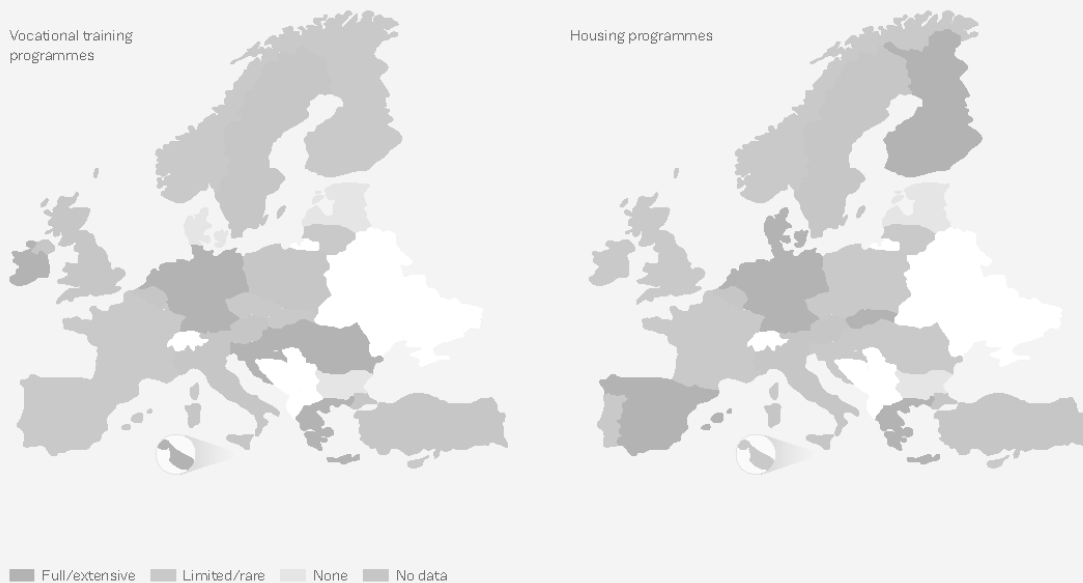 Vocational training
programmes
Housing programmes
Full/extensive
Limited/rare
None
No data